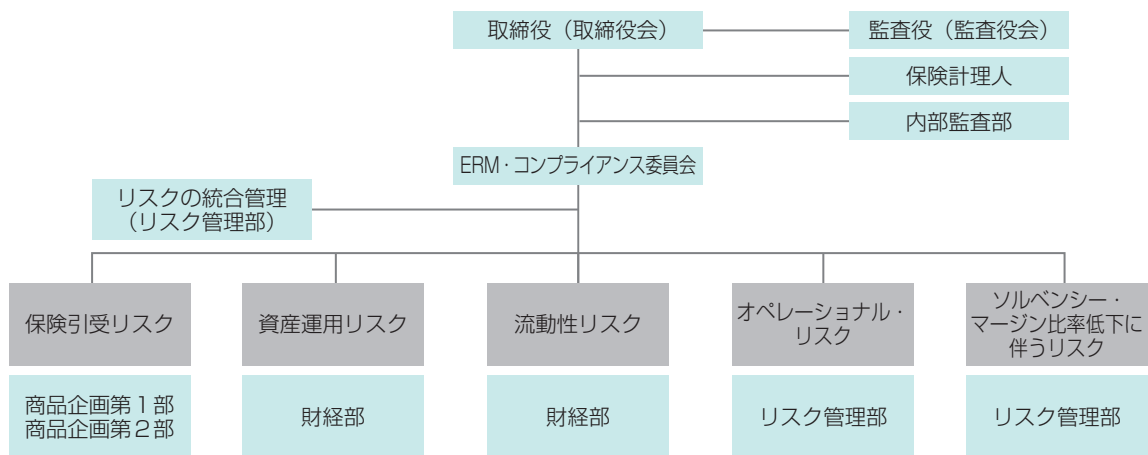 取締役（取締役会）
監査役（監査役会）
保険計理人
内部監査部
ERM・コンプライアンス委員会
リスクの統合管理
（リスク管理部）
保険引受リスク
資産運用リスク
流動性リスク
オペレーショナル・
リスク
ソルベンシー・
マージン比率低下に
伴うリスク
商品企画第１部
商品企画第２部
財経部
財経部
リスク管理部
リスク管理部